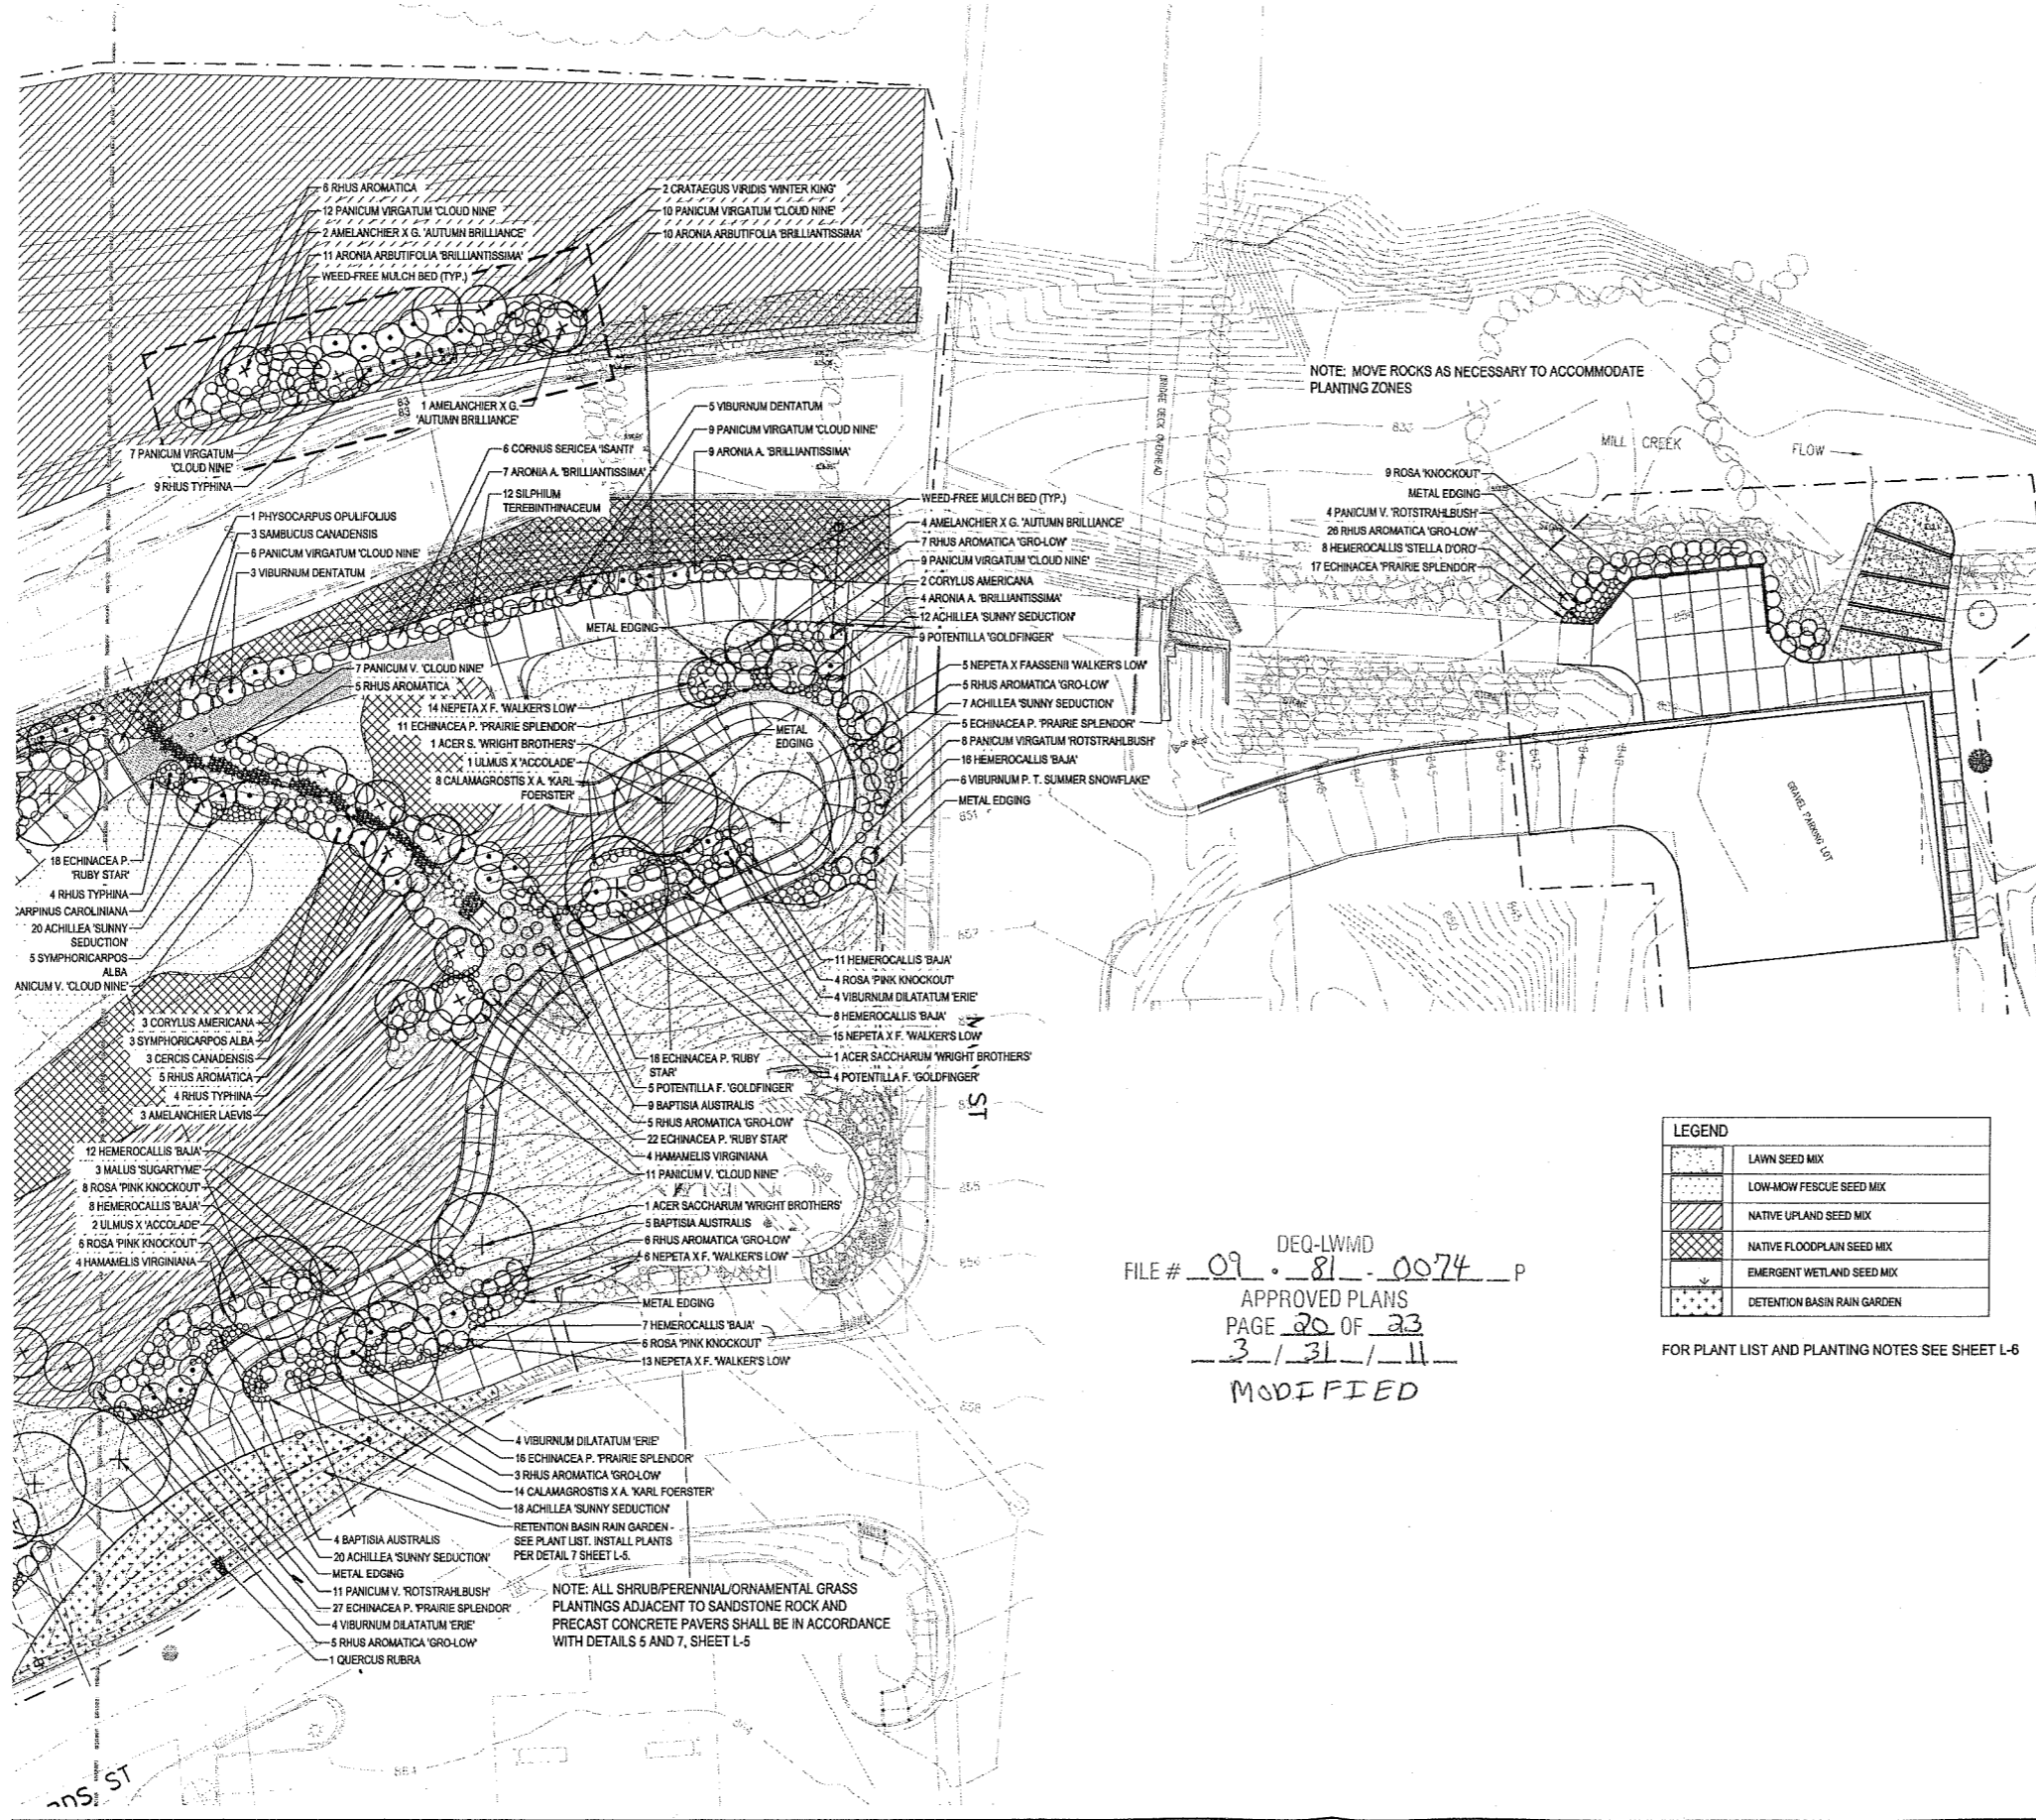 6 RHUS AROMATICA
12 PANICUM VIRGATUM 'CLOUD NINE'
2 AMELANCHIER X G. 'AUTUMN BRILLIANCE'
11 ARONIA ARBUTIFOLIA 'BRILLIANTISSIMA'
WEED-FREE MULCH BED (TYP.)
2 CRATAEGUS VIRIDIS 'WINTER KING'
10 PANICUM VIRGATUM 'CLOUD NINE'
10 ARONIA ARBUTIFOLIA 'BRILLIANTISSIMA'
1 AMELANCHIER X G.
'AUTUMN BRILLIANCE'
7 PANICUM VIRGATUM
'CLOUD NINE'
9 RHUS TYPHINA
5 VIBURNUM DENTATUM
9 PANICUM VIRGATUM 'CLOUD NINE'
9 ARONIA A. 'BRILLIANTISSIMA'
6 CORNUS SERICEA 'ISANTI'
7 ARONIA A. 'BRILLIANTISSIMA'
12 SILPHIUM
TEREBINTHINACEUM
1 PHYSOCARPUS OPULIFOLIUS
3 SAMBUCUS CANADENSIS
6 PANICUM VIRGATUM 'CLOUD NINE'
3 VIBURNUM DENTATUM
WEED-FREE MULCH BED (TYP.)
4 AMELANCHIER X G. 'AUTUMN BRILLIANCE'
7 RHUS AROMATICA 'GRO-LOW'
9 PANICUM VIRGATUM 'CLOUD NINE'
2 CORYLUS AMERICANA
4 ARONIA A. 'BRILLIANTISSIMA'
12 ACHILLEA 'SUNNY SEDUCTION'
9 POTENTILLA 'GOLDFINGER'
5 NEPETA X FAASSENII 'WALKER'S LOW'
5 RHUS AROMATICA 'GRO-LOW'
7 ACHILLEA 'SUNNY SEDUCTION'
5 ECHINACEA P. 'PRAIRIE SPLENDOR'
8 PANICUM VIRGATUM 'ROTSTRAHLBUSH'
16 HEMEROCALLIS 'BAJA'
6 VIBURNUM P. T. SUMMER SNOWFLAKE'
METAL EDGING
METAL EDGING
7 PANICUM V. 'CLOUD NINE'
5 RHUS AROMATICA
14 NEPETA X F. 'WALKER'S LOW'
11 ECHINACEA P. 'PRAIRIE SPLENDOR'
1 ACER S. 'WRIGHT BROTHERS'
1 ULMUS X 'ACCOLADE'
8 CALAMAGROSTIS X A. 'KARL
FOERSTER'
METAL
EDGING
18 ECHINACEA P.
'RUBY STAR'
4 RHUS TYPHINA
CARPINUS CAROLINIANA
20 ACHILLEA 'SUNNY
SEDUCTION'
5 SYMPHORICARPOS
ALBA
ANICUM V. 'CLOUD NINE'
3 CORYLUS AMERICANA
3 SYMPHORICARPOS ALBA
3 CERCIS CANADENSIS
5 RHUS AROMATICA
4 RHUS TYPHINA
3 AMELANCHIER LAEVIS
11 HEMEROCALLIS 'BAJA'
4 ROSA 'PINK KNOCKOUT'
4 VIBURNUM DILATATUM 'ERIE'
8 HEMEROCALLIS 'BAJA'
15 NEPETA X F. 'WALKER'S LOW'
1 ACER SACCHARUM 'WRIGHT BROTHERS'
4 POTENTILLA F. 'GOLDFINGER'
ST
18 ECHINACEA P. 'RUBY
STAR'
5 POTENTILLA F. 'GOLDFINGER'
9 BAPTISIA AUSTRALIS
5 RHUS AROMATICA 'GRO-LOW'
22 ECHINACEA P. 'RUBY STAR'
4 HAMAMELIS VIRGINIANA
11 PANICUM V. 'CLOUD NINE'
1 ACER SACCHARUM 'WRIGHT BROTHERS'
5 BAPTISIA AUSTRALIS
6 RHUS AROMATICA 'GRO-LOW'
6 NEPETA X F. 'WALKER'S LOW'
METAL EDGING
7 HEMEROCALLIS 'BAJA'
6 ROSA 'PINK KNOCKOUT'
13 NEPETA X F. 'WALKER'S LOW'
12 HEMEROCALLIS 'BAJA'
3 MALUS 'SUGARTYME'
8 ROSA 'PINK KNOCKOUT'
8 HEMEROCALLIS 'BAJA'
2 ULMUS X 'ACCOLADE'
6 ROSA 'PINK KNOCKOUT'
4 HAMAMELIS VIRGINIANA
4 VIBURNUM DILATATUM 'ERIE'
16 ECHINACEA P. 'PRAIRIE SPLENDOR'
3 RHUS AROMATICA 'GRO-LOW'
14 CALAMAGROSTIS X A. 'KARL FOERSTER'
18 ACHILLEA 'SUNNY SEDUCTION'
RETENTION BASIN RAIN GARDEN -
SEE PLANT LIST. INSTALL PLANTS
PER DETAIL 7 SHEET L-5.
4 BAPTISIA AUSTRALIS
20 ACHILLEA 'SUNNY SEDUCTION'
METAL EDGING
11 PANICUM V. 'ROTSTRAHLBUSH'
27 ECHINACEA P. 'PRAIRIE SPLENDOR'
4 VIBURNUM DILATATUM 'ERIE'
5 RHUS AROMATICA 'GRO-LOW'
1 QUERCUS RUBRA
NOTE: ALL SHRUB/PERENNIAL/ORNAMENTAL GRASS
PLANTINGS ADJACENT TO SANDSTONE ROCK AND
PRECAST CONCRETE PAVERS SHALL BE IN ACCORDANCE
WITH DETAILS 5 AND 7, SHEET L-5
864
858
856
855
857
851
BRIDGE DECK OVERHEAD
NOTE: MOVE ROCKS AS NECESSARY TO ACCOMMODATE
PLANTING ZONES
MILL CREEK
FLOW
9 ROSA 'KNOCKOUT'
METAL EDGING
4 PANICUM V. 'ROTSTRAHLBUSH'
26 RHUS AROMATICA 'GRO-LOW'
8 HEMEROCALLIS 'STELLA D'ORO'
17 ECHINACEA 'PRAIRIE SPLENDOR'
GRAVEL PARKING LOT
LEGEND
LAWN SEED MIX
LOW-MOW FESCUE SEED MIX
NATIVE UPLAND SEED MIX
NATIVE FLOODPLAIN SEED MIX
EMERGENT WETLAND SEED MIX
DETENTION BASIN RAIN GARDEN
FOR PLANT LIST AND PLANTING NOTES SEE SHEET L-6
DEQ-LWMD
FILE # 09 . 81 - 0074 P
APPROVED PLANS
PAGE 20 OF 23
3 / 31 / 11
MODIFIED
ST